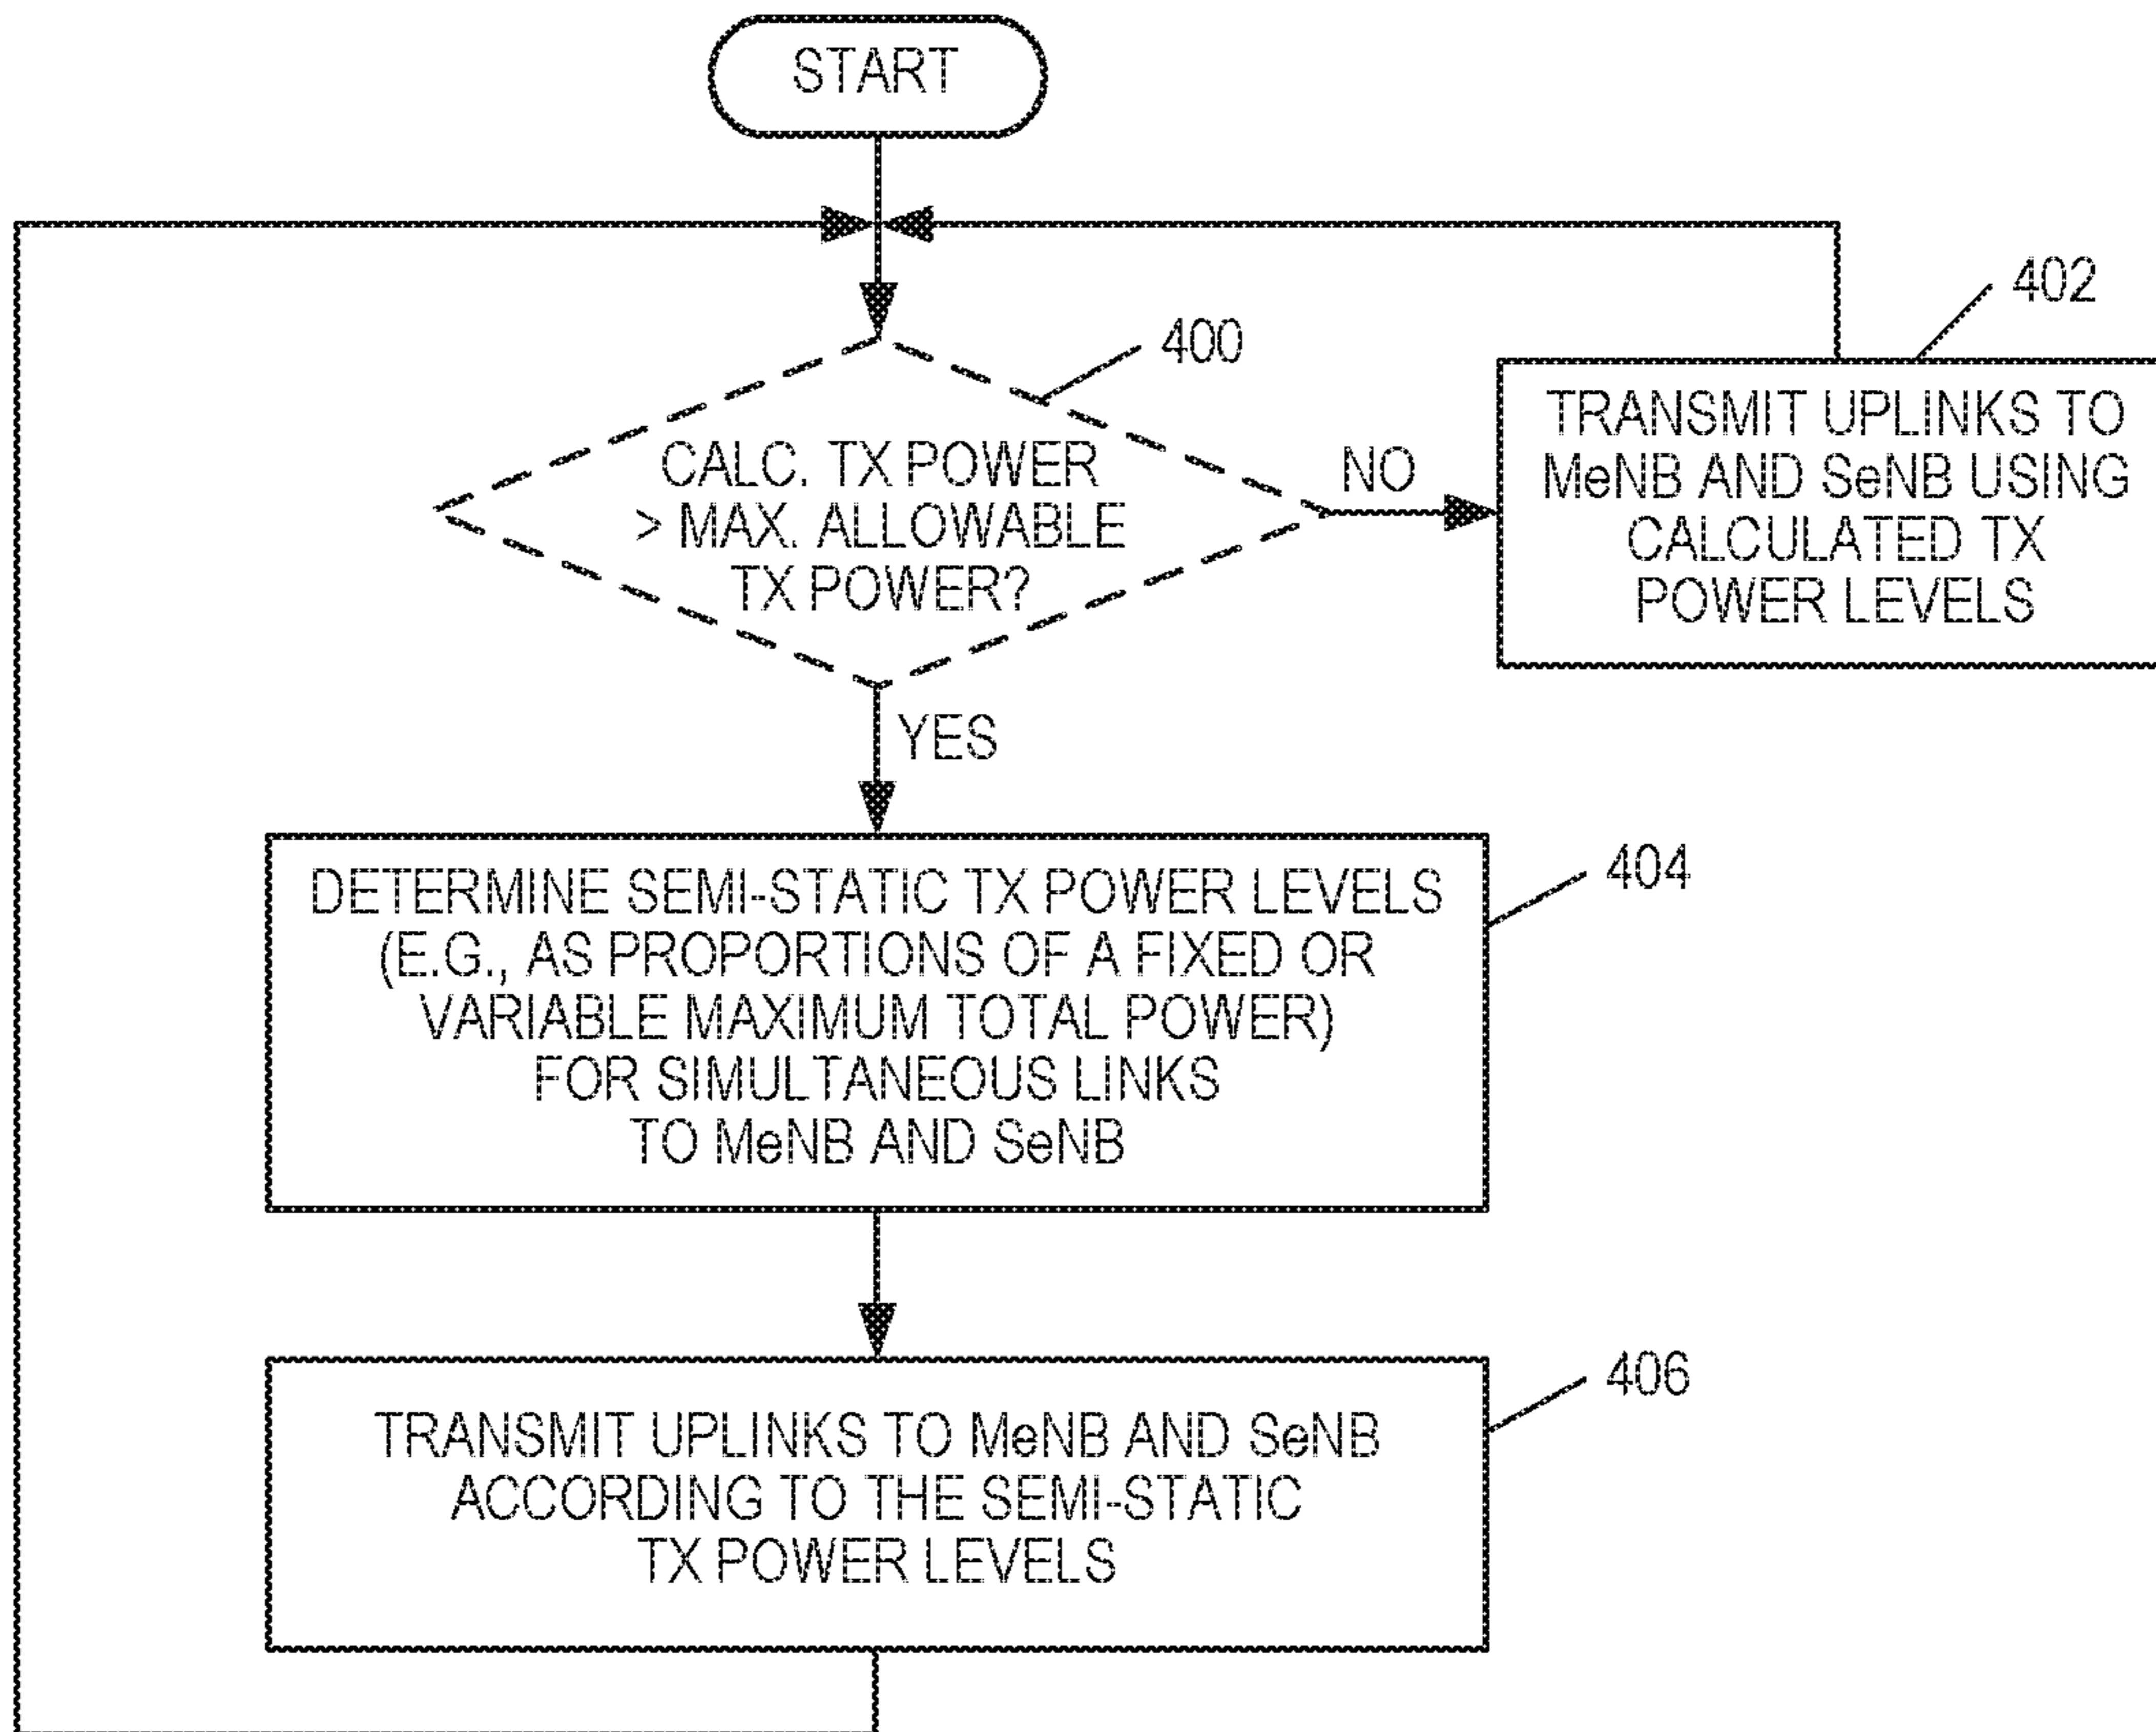 START
400
402
CALC. TX POWER
> MAX. ALLOWABLE
TX POWER?
NO
TRANSMIT UPLINKS TO
MeNB AND SeNB USING
CALCULATED TX
POWER LEVELS
YES
404
DETERMINE SEMI-STATIC TX POWER LEVELS
(E.G., AS PROPORTIONS OF A FIXED OR
VARIABLE MAXIMUM TOTAL POWER)
FOR SIMULTANEOUS LINKS
TO MeNB AND SeNB
406
TRANSMIT UPLINKS TO MeNB AND SeNB
ACCORDING TO THE SEMI-STATIC
TX POWER LEVELS